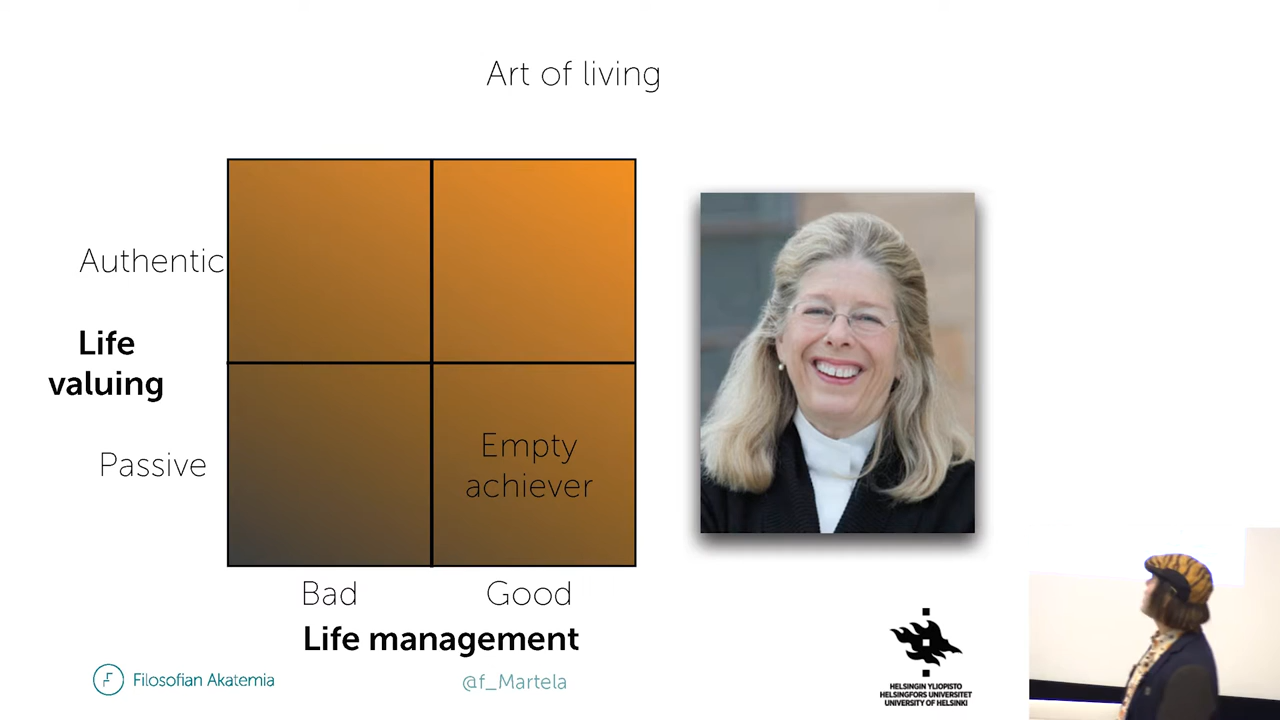 Art of living
Authentic
Life
valuing
Passive
Empty
achiever
Bad
Good
Life management
Filosofian Akatemia
@f_Martela
HELSINGIN YLIOPISTO
HELSINGFORS UNIVERSITET
UNIVERSITY OF HELSINKI